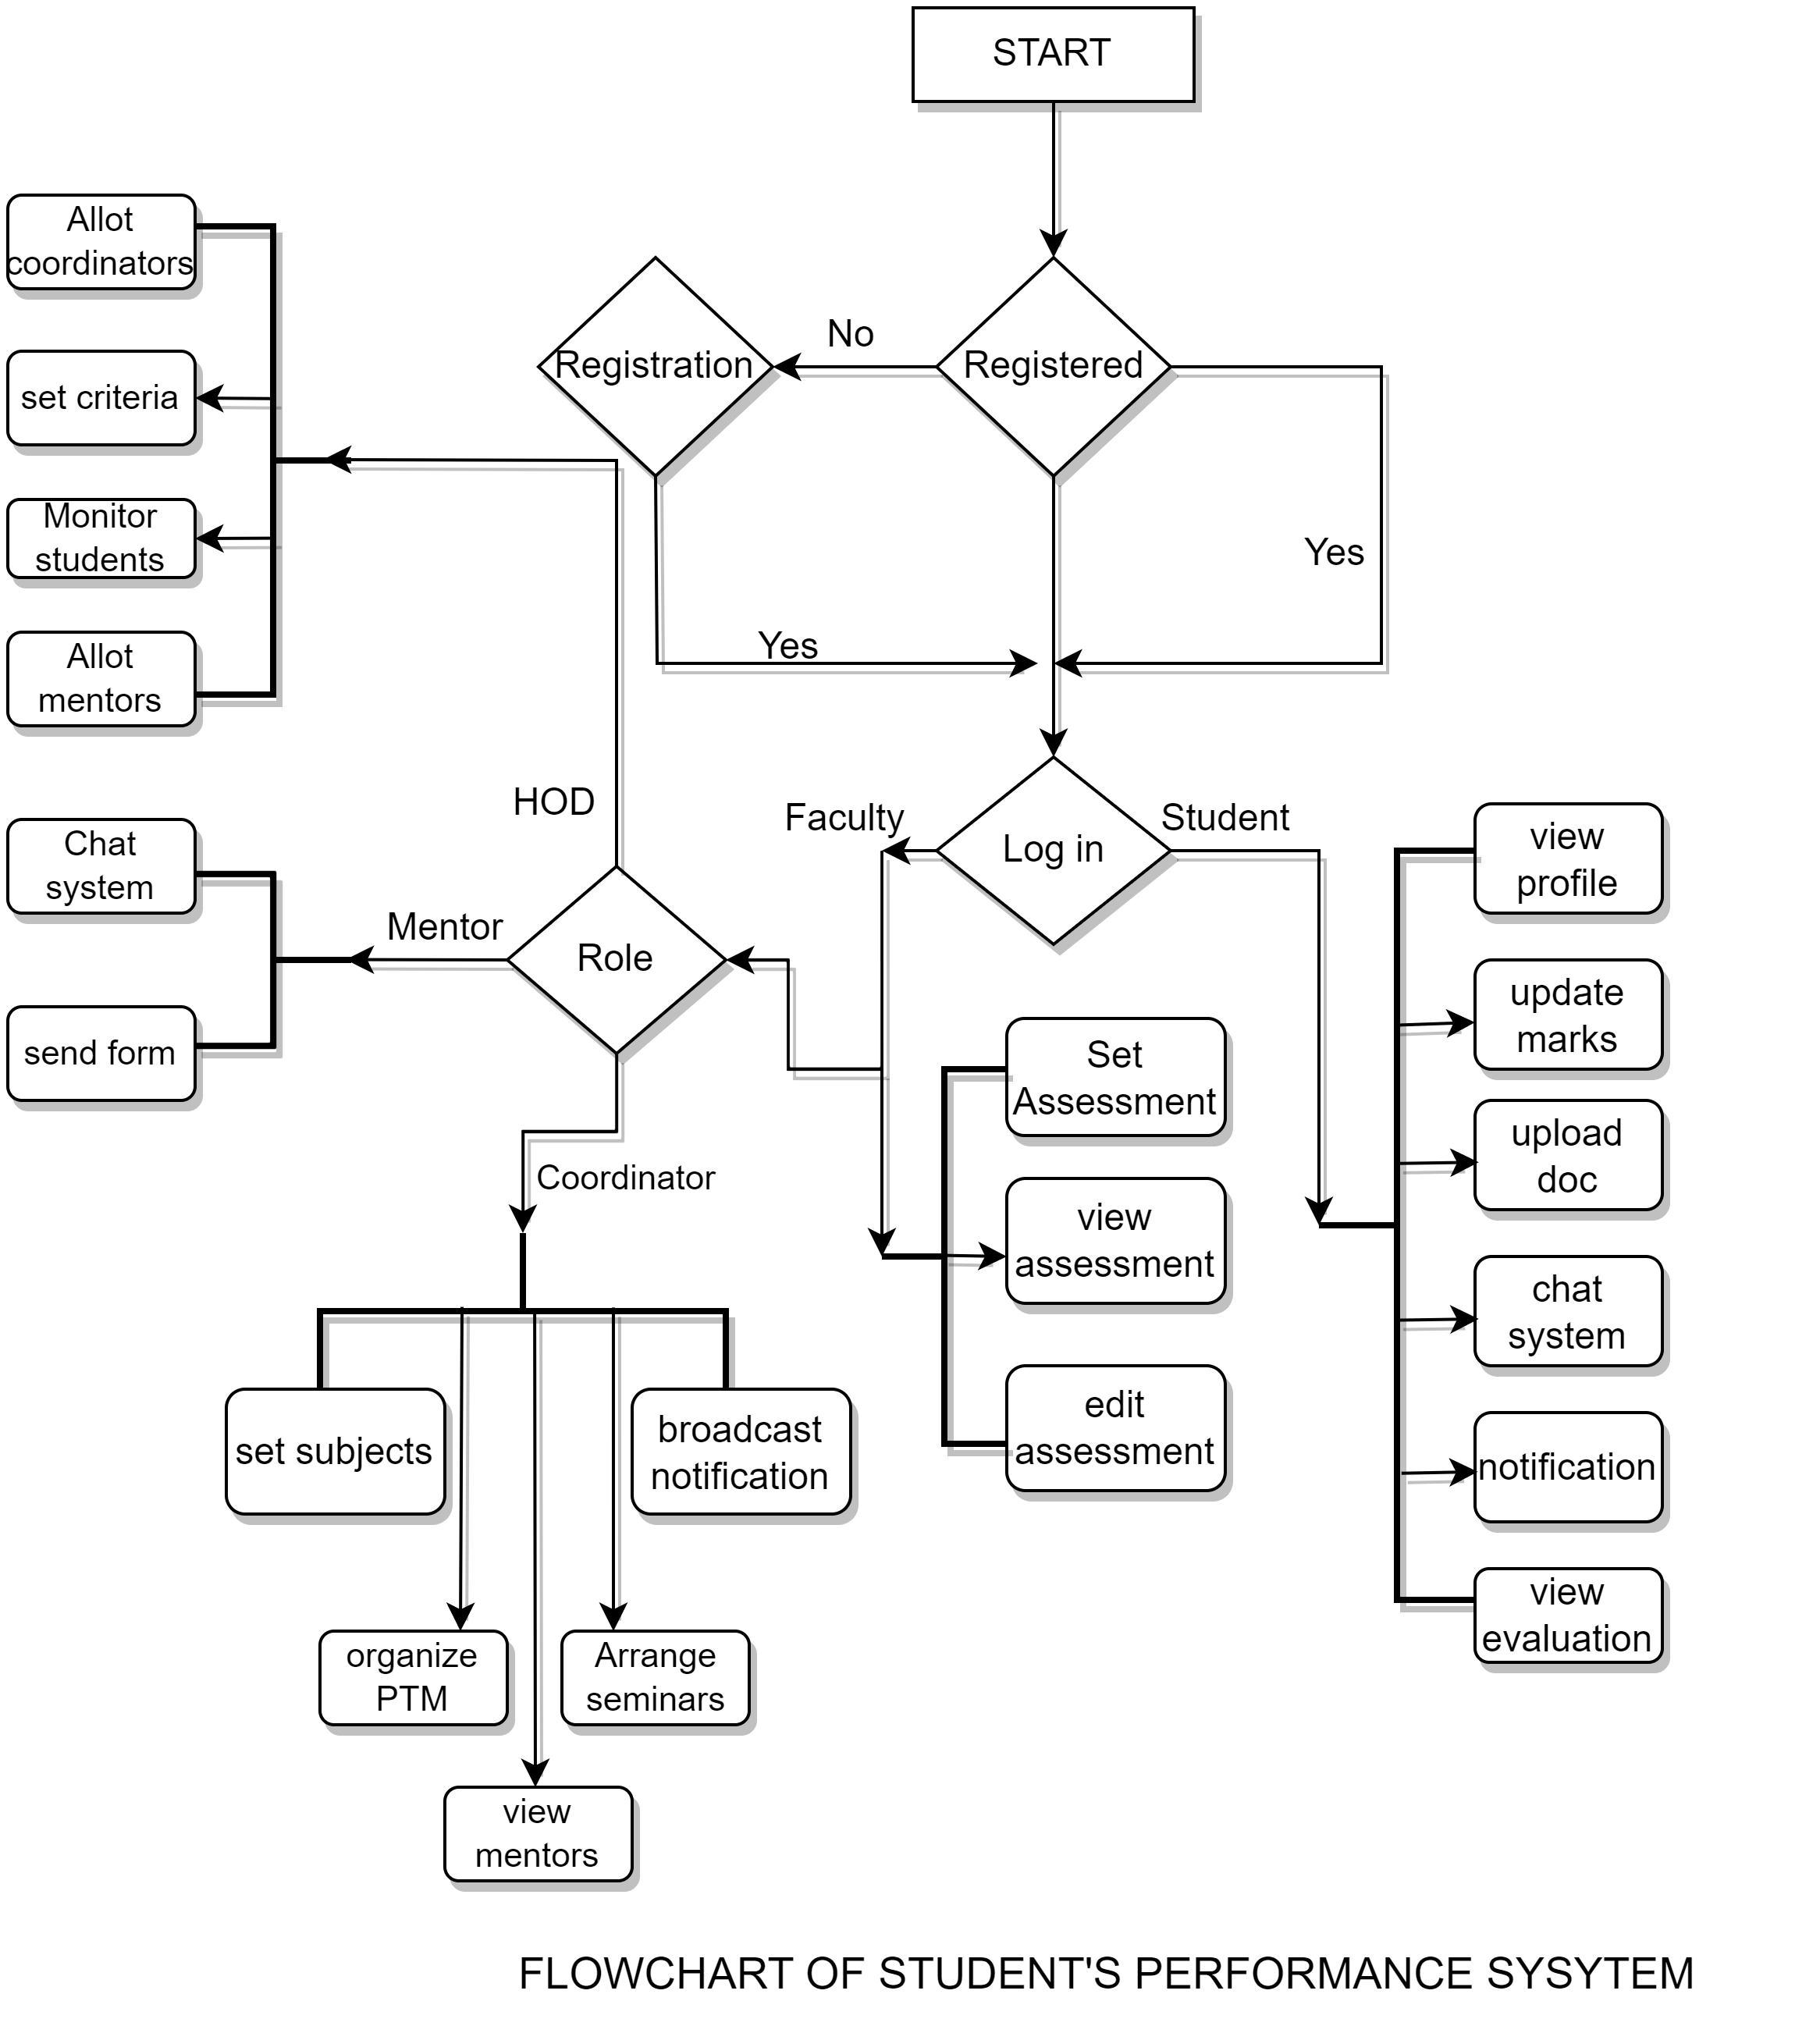 START
Allot
coordinators
No
Registration
Registered
set criteria
Monitor
students
Yes
Yes
Allot
mentors
HOD
Faculty
Student
Log in
Chat
system
view
profile
Mentor
Role
send form
update
marks
Set
Assessment
Coordinator
upload
doc
view
assessment
chat
system
set subjects
broadcast
notification
edit
assessment
notification
view
evaluation
organize
PTM
Arrange
seminars
view
mentors
FLOWCHART OF STUDENT'S PERFORMANCE SYSYTEM